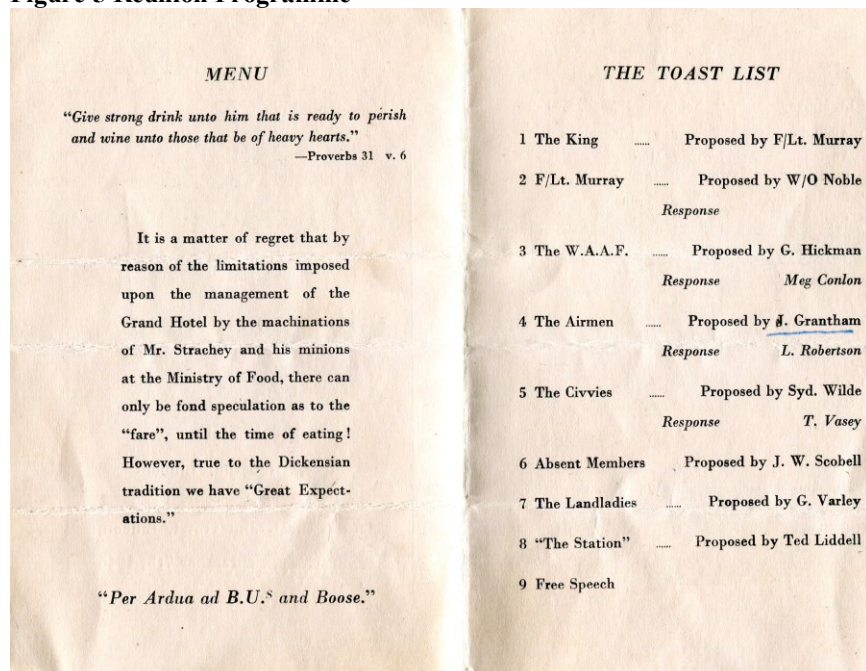 Figure 3 Reunion Programme
MENU
“Give strong drink unto him that is ready to perish
and wine unto those that be of heavy hearts.”
—Proverbs 31 v. 6
It is a matter of regret that by
reason of the limitations imposed
upon the management of the
Grand Hotel by the machinations
of Mr. Strachey and his minions
at the Ministry of Food, there can
only be fond speculation as to the
“fare”, until the time of eating!
However, true to the Dickensian
tradition we have “Great Expect-
ations.”
“Per Ardua ad B.U.s and Boose.”
THE TOAST LIST
1 The King ...... Proposed by F/Lt. Murray
2 F/Lt. Murray ...... Proposed by W/O Noble
Response
3 The W.A.A.F. ...... Proposed by G. Hickman
Response Meg Conlon
4 The Airmen ...... Proposed by J. Grantham
Response L. Robertson
5 The Civvies ...... Proposed by Syd. Wilde
Response T. Vasey
6 Absent Members Proposed by J. W. Scobell
7 The Landladies ...... Proposed by G. Varley
8 “The Station” ...... Proposed by Ted Liddell
9 Free Speech